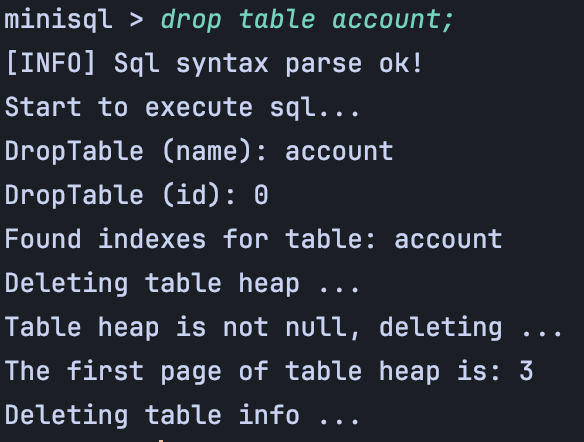 minisql > drop table account;
[INFO] Sql syntax parse ok!
Start to execute sql...
DropTable (name): account
DropTable (id): 0
Found indexes for table: account
Deleting table heap ...
Table heap is not null, deleting ...
The first page of table heap is: 3
Deleting table info ...